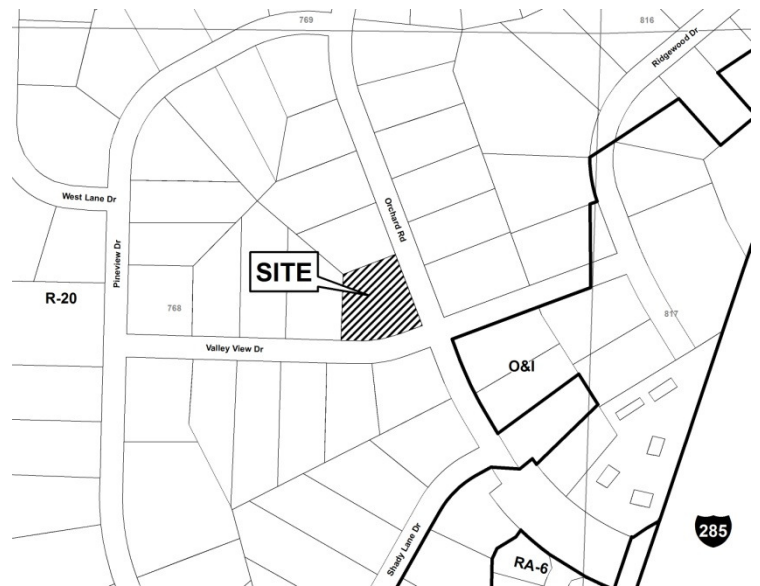 769
816
Ridgewood Dr
West Lane Dr
Orchard Rd
Pineview Dr
SITE
R-20
768
817
Valley View Dr
O&I
285
Shady Lane Dr
RA-6